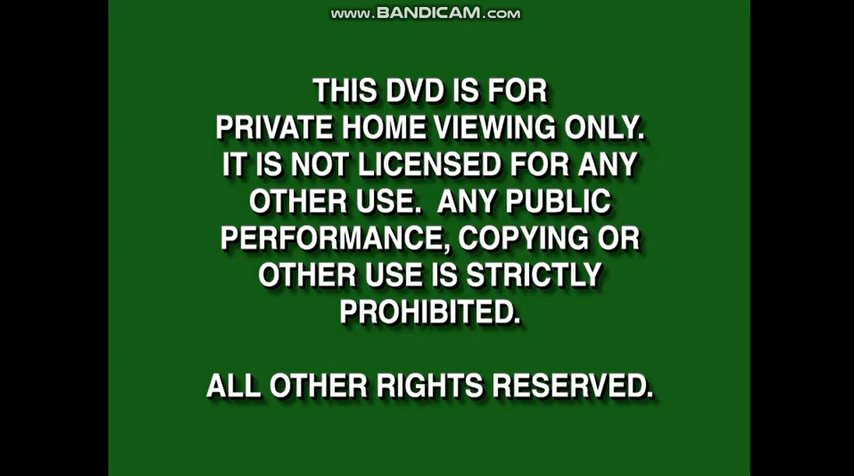 www.BANDICAM.com
THIS DVD IS FOR
PRIVATE HOME VIEWING ONLY.
IT IS NOT LICENSED FOR ANY
OTHER USE.  ANY PUBLIC
PERFORMANCE, COPYING OR
OTHER USE IS STRICTLY
PROHIBITED.
ALL OTHER RIGHTS RESERVED.